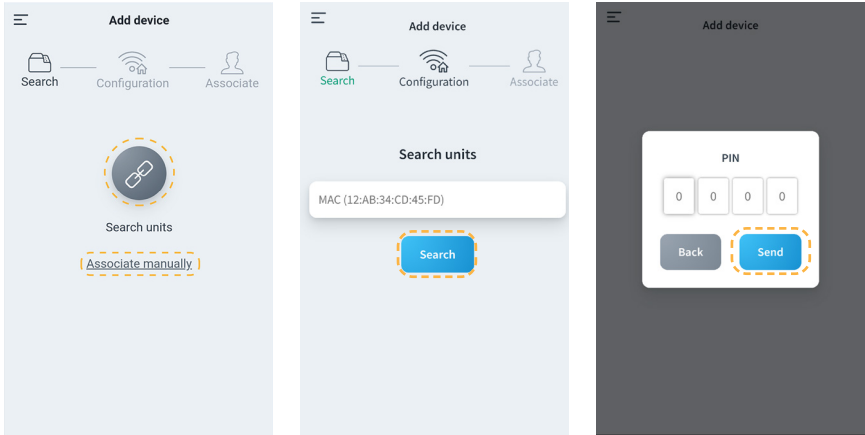 Add device
Search
Configuration
Associate
Search units
Associate manually
Add device
Search
Configuration
Associate
Search units
MAC (12:AB:34:CD:45:FD)
Search
Add device
PIN
0 0 0 0
Back Send